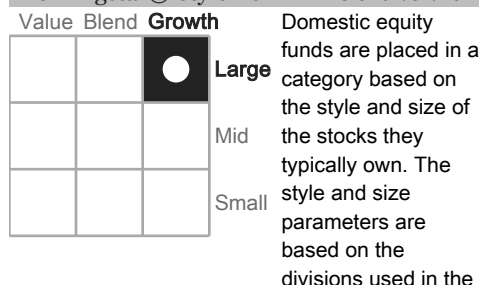 Value Blend Growth
Large
Mid
Small
Domestic equity
funds are placed in a
category based on
the style and size of
the stocks they
typically own. The
style and size
parameters are
based on the
divisions used in the